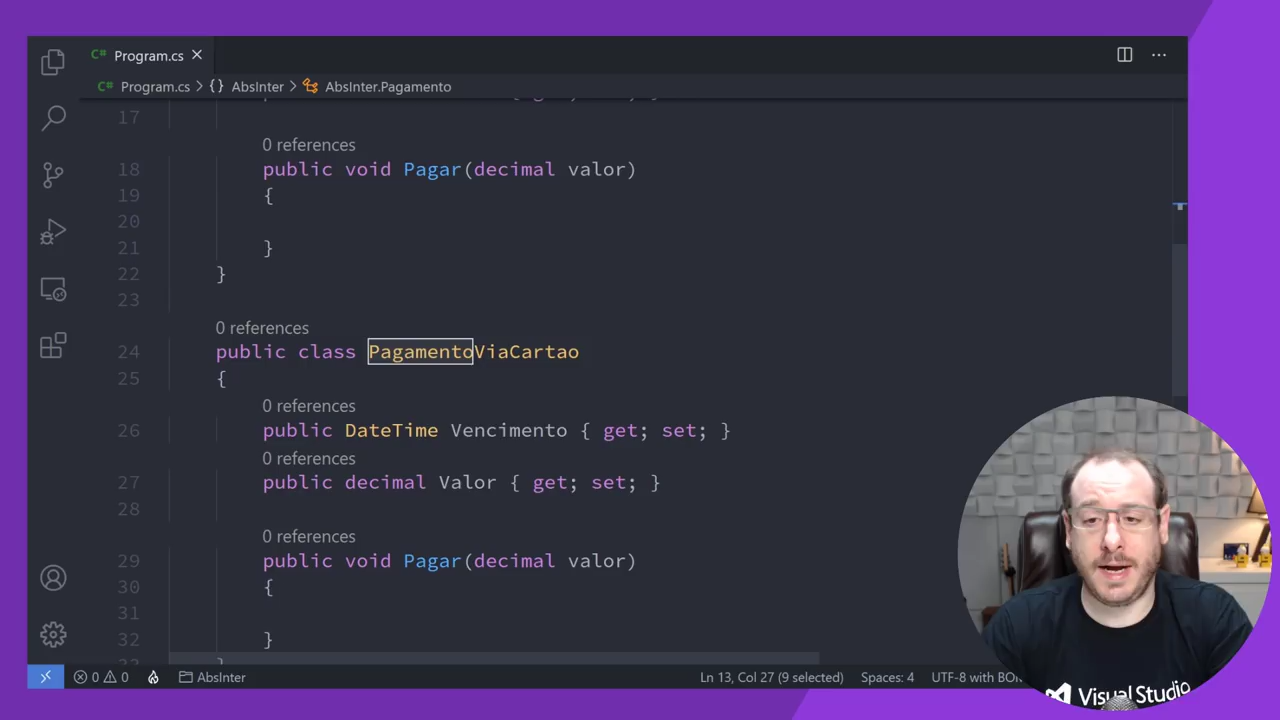 Program.cs
Program.cs > {} AbsInter > AbsInter.Pagamento
17
0 references
18 public void Pagar(decimal valor)
19 {
20
21 }
22 }
23
0 references
24 public class PagamentoViaCartao
25 {
0 references
26 public DateTime Vencimento { get; set; }
0 references
27 public decimal Valor { get; set; }
28
0 references
29 public void Pagar(decimal valor)
30 {
31
32 }
0 0 AbsInter Ln 13, Col 27 (9 selected) Spaces: 4 UTF-8 with BOM
Visual Studio